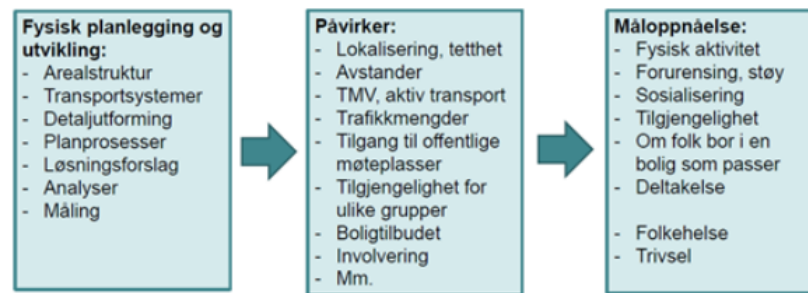 Fysisk planlegging og
utvikling:
- Arealstruktur
- Transportsystemer
- Detaljutforming
- Planprosesser
- Løsningsforslag
- Analyser
- Måling
Påvirker:
- Lokalisering, tetthet
- Avstander
- TMV, aktiv transport
- Trafikkmengder
- Tilgang til offentlige
møteplasser
- Tilgjengelighet for
ulike grupper
- Boligtilbudet
- Involvering
- Mm.
Måloppnåelse:
- Fysisk aktivitet
- Forurensing, støy
- Sosialisering
- Tilgjengelighet
- Om folk bor i en
bolig som passer
- Deltakelse
- Folkehelse
- Trivsel